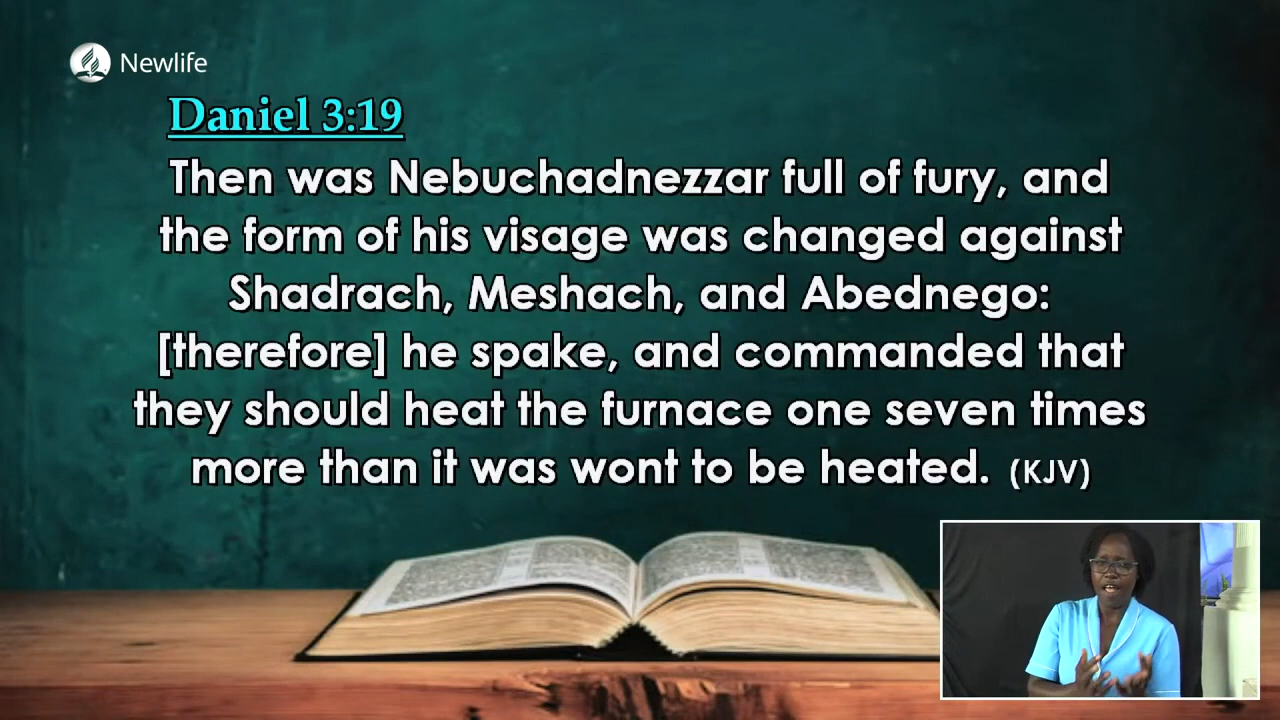 Newlife
Daniel 3:19
Then was Nebuchadnezzar full of fury, and
the form of his visage was changed against
Shadrach, Meshach, and Abednego:
[therefore] he spake, and commanded that
they should heat the furnace one seven times
more than it was wont to be heated. (KJV)